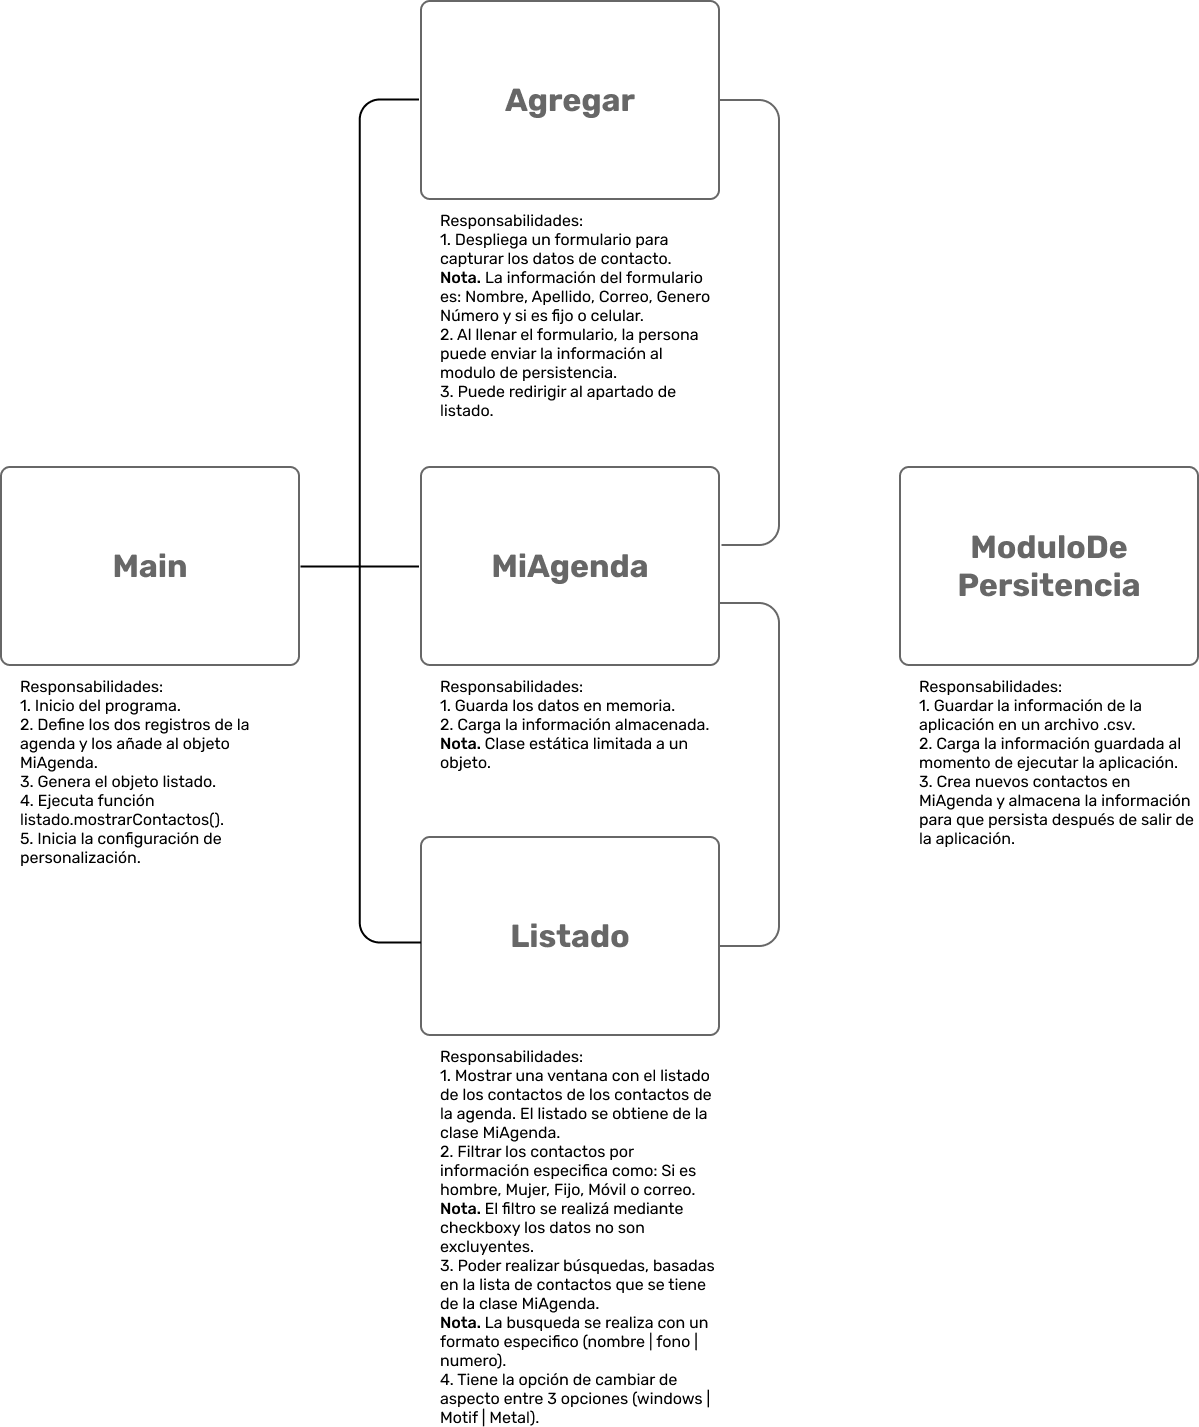 Agregar
Responsabilidades:
1. Despliega un formulario para
capturar los datos de contacto.
Nota. La información del formulario
es: Nombre, Apellido, Correo, Genero
Número y si es fijo o celular.
2. Al llenar el formulario, la persona
puede enviar la información al
modulo de persistencia.
3. Puede redirigir al apartado de
listado.
Main
Responsabilidades:
1. Inicio del programa.
2. Define los dos registros de la
agenda y los añade al objeto
MiAgenda.
3. Genera el objeto listado.
4. Ejecuta función
listado.mostrarContactos().
5. Inicia la configuración de
personalización.
MiAgenda
Responsabilidades:
1. Guarda los datos en memoria.
2. Carga la información almacenada.
Nota. Clase estática limitada a un
objeto.
ModuloDe
Persitencia
Responsabilidades:
1. Guardar la información de la
aplicación en un archivo .csv.
2. Carga la información guardada al
momento de ejecutar la aplicación.
3. Crea nuevos contactos en
MiAgenda y almacena la información
para que persista después de salir de
la aplicación.
Listado
Responsabilidades:
1. Mostrar una ventana con el listado
de los contactos de los contactos de
la agenda. El listado se obtiene de la
clase MiAgenda.
2. Filtrar los contactos por
información especifica como: Si es
hombre, Mujer, Fijo, Móvil o correo.
Nota. El filtro se realizá mediante
checkboxy los datos no son
excluyentes.
3. Poder realizar búsquedas, basadas
en la lista de contactos que se tiene
de la clase MiAgenda.
Nota. La busqueda se realiza con un
formato especifico (nombre | fono |
numero).
4. Tiene la opción de cambiar de
aspecto entre 3 opciones (windows |
Motif | Metal).